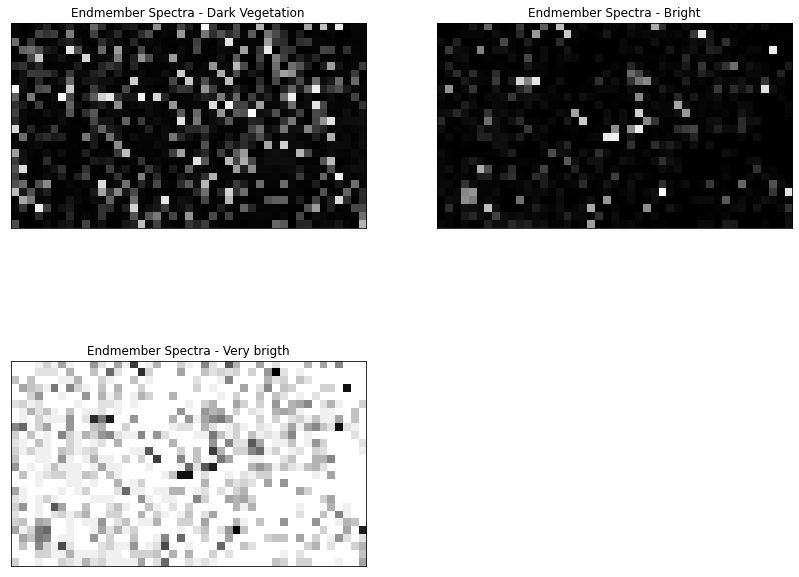 Endmember Spectra - Dark Vegetation
Endmember Spectra - Bright
Endmember Spectra - Very brigth